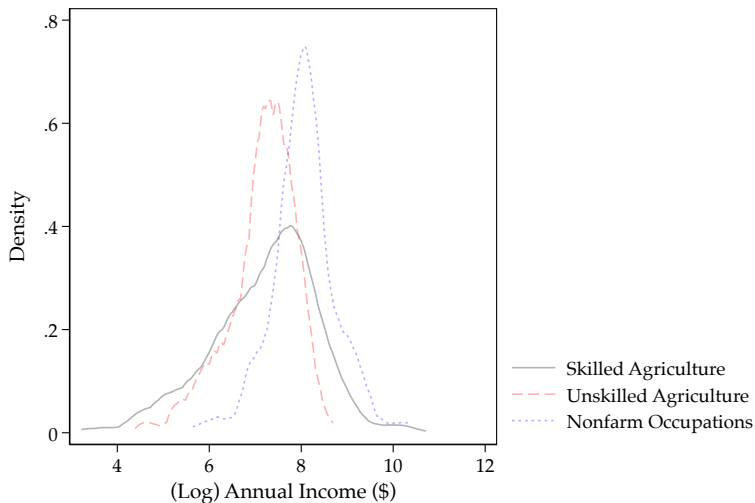 .8
.6
.4
.2
0
Density
4
6
8
10
12
(Log) Annual Income ($)
Skilled Agriculture
Unskilled Agriculture
Nonfarm Occupations